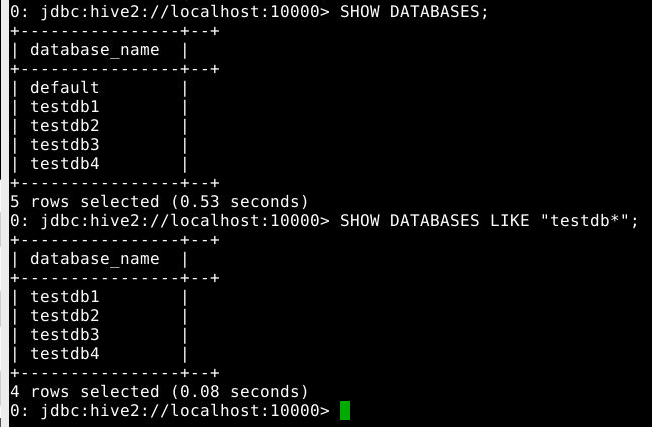 0: jdbc:hive2://localhost:10000> SHOW DATABASES;
+----------------+--+
| database_name  |
+----------------+--+
| default        |
| testdb1        |
| testdb2        |
| testdb3        |
| testdb4        |
+----------------+--+
5 rows selected (0.53 seconds)
0: jdbc:hive2://localhost:10000> SHOW DATABASES LIKE "testdb*";
+----------------+--+
| database_name  |
+----------------+--+
| testdb1        |
| testdb2        |
| testdb3        |
| testdb4        |
+----------------+--+
4 rows selected (0.08 seconds)
0: jdbc:hive2://localhost:10000>